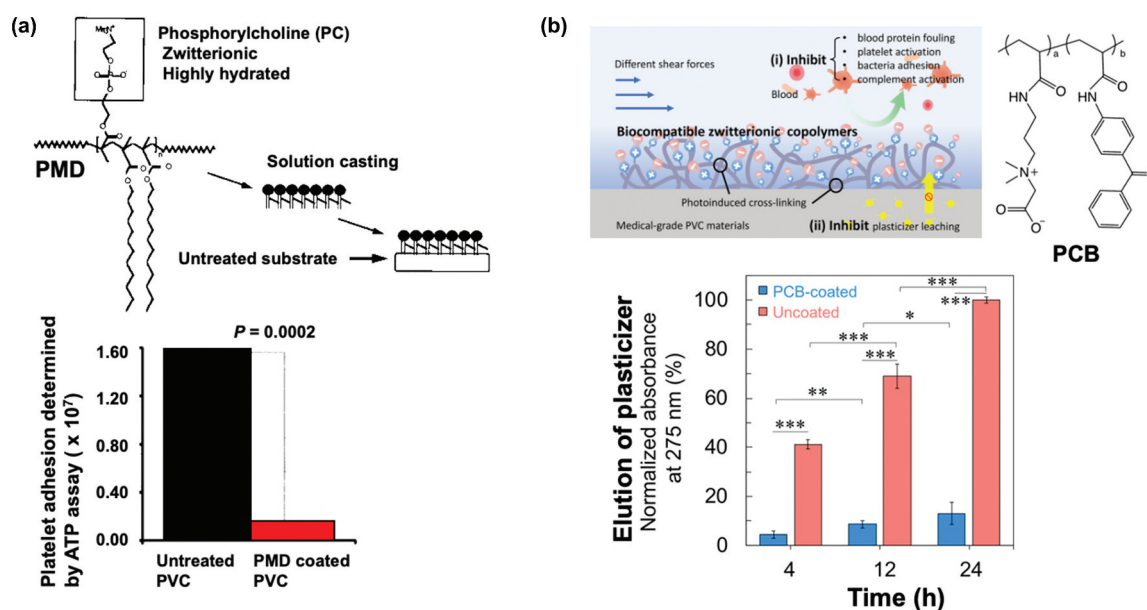 (a)
Phosphorylcholine (PC)
Zwitterionic
Highly hydrated
PMD
Solution casting
Untreated substrate
P = 0.0002
Platelet adhesion determined
by ATP assay ( x 10⁷)
1.60
1.20
0.80
0.40
0.00
Untreated
PVC
PMD coated
PVC
(b)
Different shear forces
(i) Inhibit
• blood protein fouling
• platelet activation
• bacteria adhesion
• complement activation
Blood
Biocompatible zwitterionic copolymers
Photoinduced cross-linking
Medical-grade PVC materials
(ii) Inhibit plasticizer leaching
a
b
O
O
NH
HN
N+
O
O⁻
PCB
Elution of plasticizer
Normalized absorbance
at 275 nm (%)
PCB-coated
Uncoated
100
80
60
40
20
10
0
***
**
***
***
*
***
***
4
12
24
Time (h)